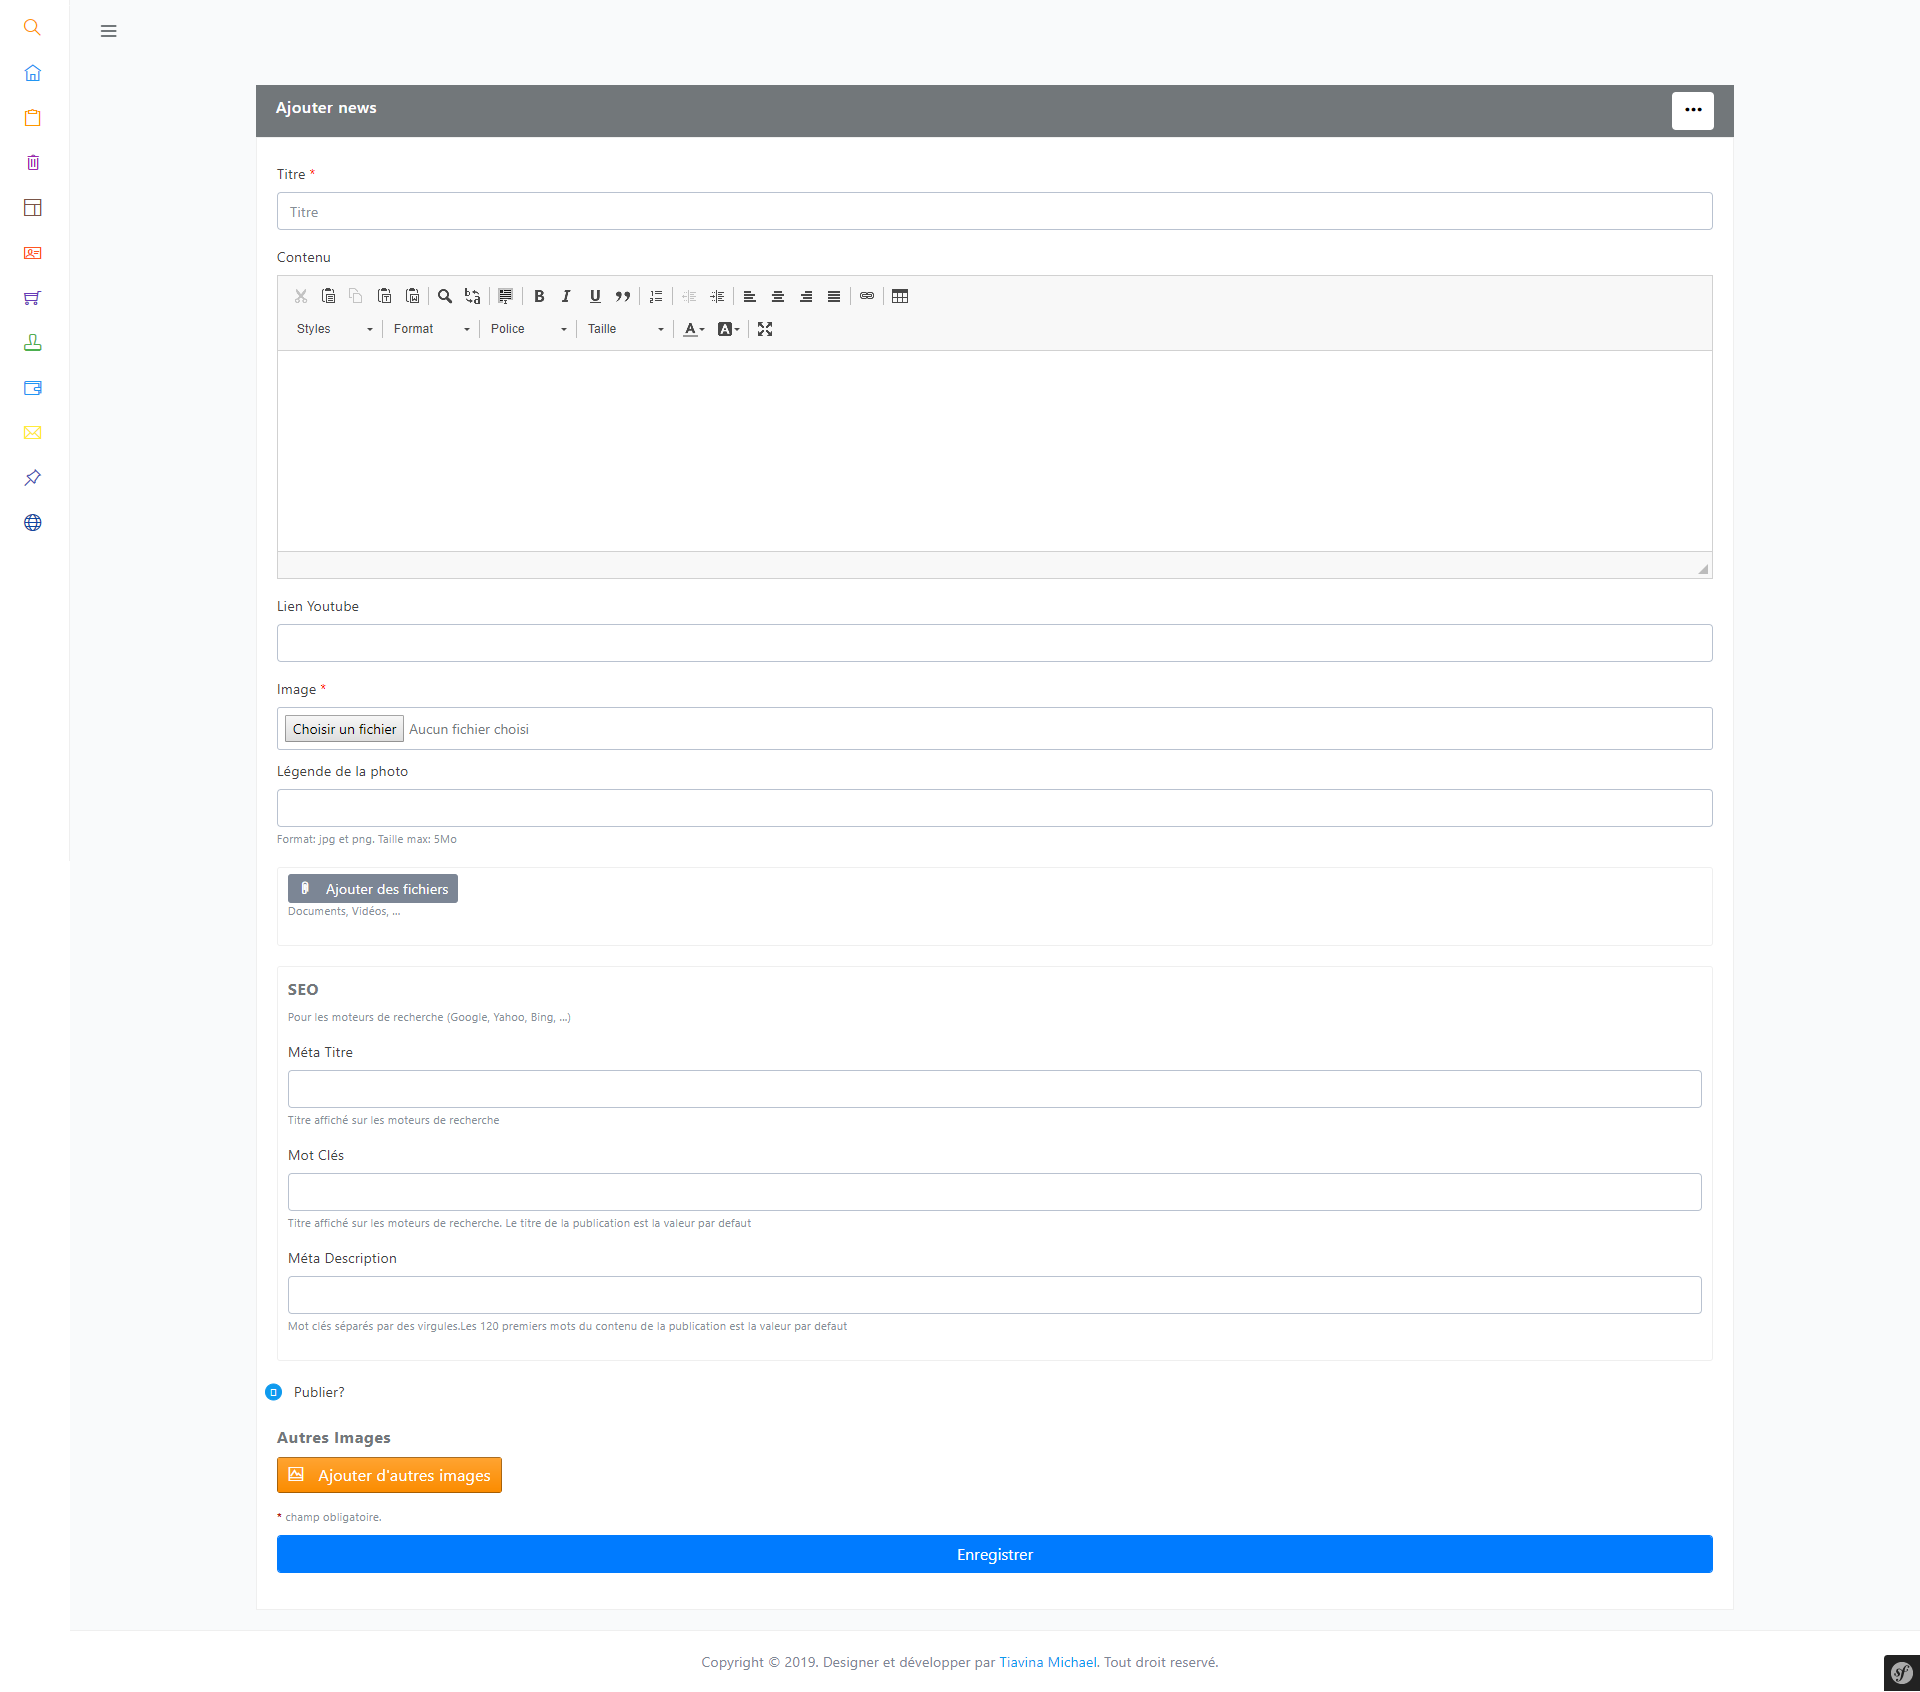 Ajouter news
Titre *
Titre
Contenu
Styles Format Police Taille
Lien Youtube
Image *
Choisir un fichier Aucun fichier choisi
Légende de la photo
Format: jpg et png. Taille max: 5Mo
Ajouter des fichiers
Documents, Vidéos, ...
SEO
Pour les moteurs de recherche (Google, Yahoo, Bing, ...)
Méta Titre
Titre affiché sur les moteurs de recherche
Mot Clés
Titre affiché sur les moteurs de recherche. Le titre de la publication est la valeur par defaut
Méta Description
Mot clés séparés par des virgules.Les 120 premiers mots du contenu de la publication est la valeur par defaut
Publier?
Autres Images
Ajouter d'autres images
* champ obligatoire.
Enregistrer
Copyright © 2019. Designer et développer par Tiavina Michael. Tout droit reservé.
sf